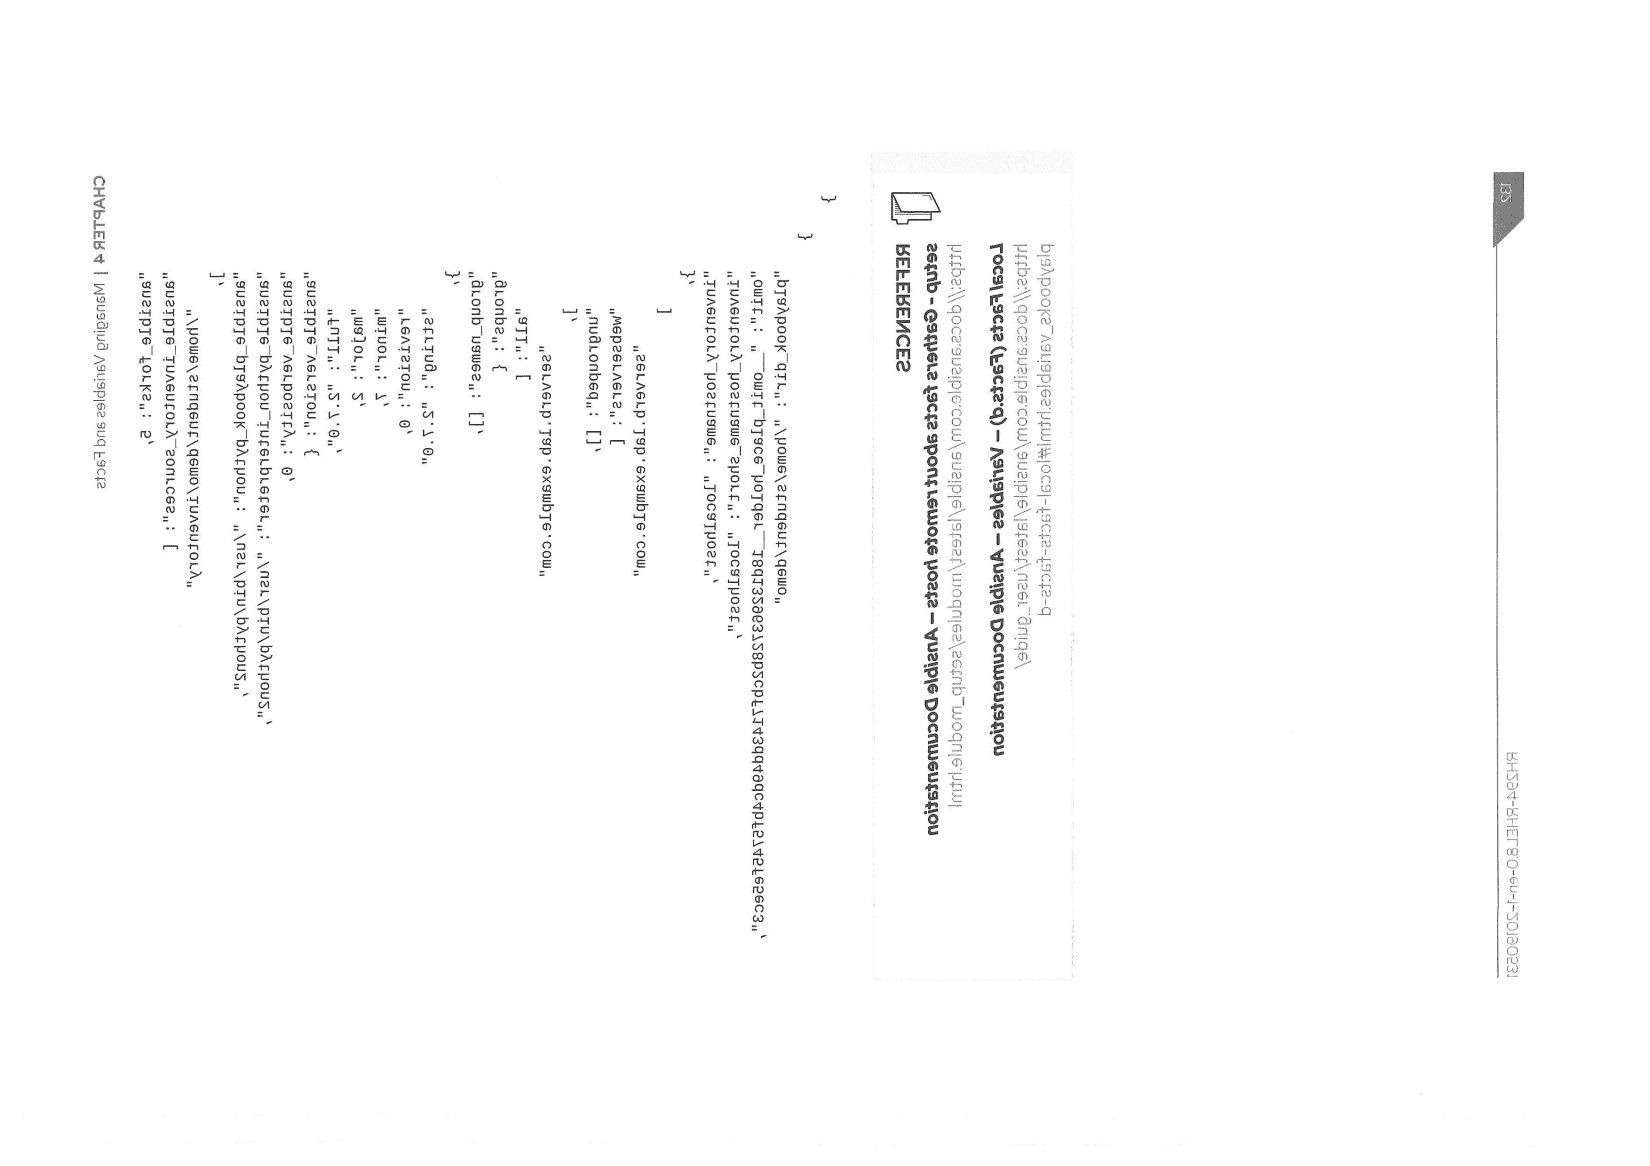 CHAPTER 4 | Managing Variables and Facts
"ansible_forks": 5,
"ansible_inventory_sources": [
"/home/student/demo/inventory"
],
"ansible_playbook_python": "/usr/bin/python2",
"ansible_python_interpreter": "/usr/bin/python2",
"ansible_verbosity": 0,
"ansible_version": {
"full": "2.7.0",
"major": 2,
"minor": 7,
"revision": 0,
"string": "2.7.0"
},
"group_names": [],
"groups": {
"all": [
"serverb.lab.example.com"
],
"ungrouped": [],
"webservers": [
"serverb.lab.example.com"
]
},
"inventory_hostname": "localhost",
"inventory_hostname_short": "localhost",
"omit": "__omit_place_holder__18d132963728b2cbf7143dd49dc4bf5745fe5ec3",
"playbook_dir": "/home/student/demo"
}
}
REFERENCES
setup - Gathers facts about remote hosts — Ansible Documentation
https://docs.ansible.com/ansible/latest/modules/setup_module.html
Local Facts (Facts.d) — Variables — Ansible Documentation
https://docs.ansible.com/ansible/latest/user_guide/
playbooks_variables.html#local-facts-facts-d
132
RH294-RHEL8.0-en-1-20190531